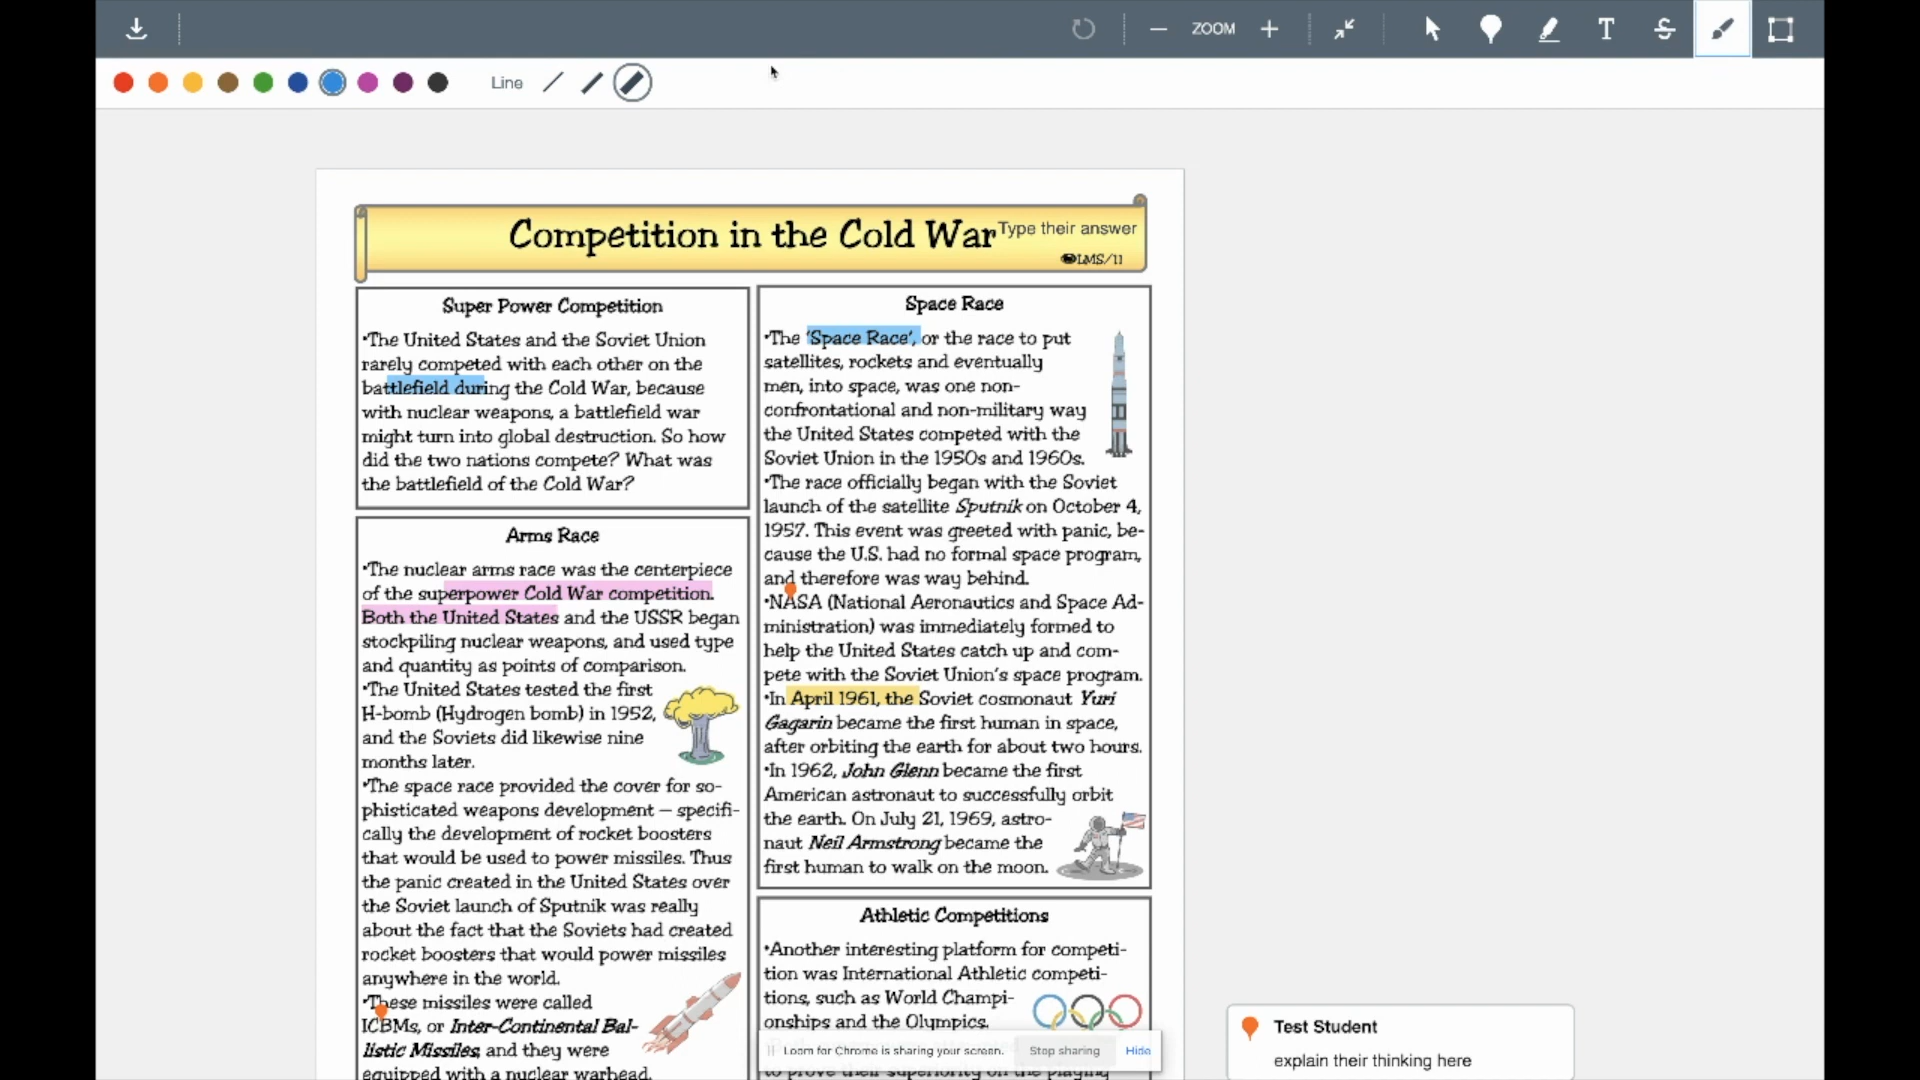 ZOOM
T
S
Line
Competition in the Cold War
Type their answer
LMS/11
Super Power Competition
•The United States and the Soviet Union
rarely competed with each other on the
battlefield during the Cold War, because
with nuclear weapons, a battlefield war
might turn into global destruction. So how
did the two nations compete? What was
the battlefield of the Cold War?
Arms Race
•The nuclear arms race was the centerpiece
of the superpower Cold War competition.
Both the United States and the USSR began
stockpiling nuclear weapons, and used type
and quantity as points of comparison.
•The United States tested the first
H-bomb (Hydrogen bomb) in 1952,
and the Soviets did likewise nine
months later.
•The space race provided the cover for so-
phisticated weapons development — specifi-
cally the development of rocket boosters
that would be used to power missiles. Thus
the panic created in the United States over
the Soviet launch of Sputnik was really
about the fact that the Soviets had created
rocket boosters that would power missiles
anywhere in the world.
•These missiles were called
ICBMs, or Inter-Continental Bal-
listic Missiles, and they were
equipped with a nuclear warhead.
Space Race
•The 'Space Race', or the race to put
satellites, rockets and eventually
men, into space, was one non-
confrontational and non-military way
the United States competed with the
Soviet Union in the 1950s and 1960s.
•The race officially began with the Soviet
launch of the satellite Sputnik on October 4,
1957. This event was greeted with panic, be-
cause the U.S. had no formal space program,
and therefore was way behind.
•NASA (National Aeronautics and Space Ad-
ministration) was immediately formed to
help the United States catch up and com-
pete with the Soviet Union's space program.
•In April 1961, the Soviet cosmonaut Yuri
Gagarin became the first human in space,
after orbiting the earth for about two hours.
•In 1962, John Glenn became the first
American astronaut to successfully orbit
the earth. On July 21, 1969, astro-
naut Neil Armstrong became the
first human to walk on the moon.
Athletic Competitions
•Another interesting platform for competi-
tion was International Athletic competi-
tions, such as World Champi-
onships and the Olympics.
to prove their superiority on the playing
Loom for Chrome is sharing your screen.
Stop sharing
Hide
Test Student
explain their thinking here